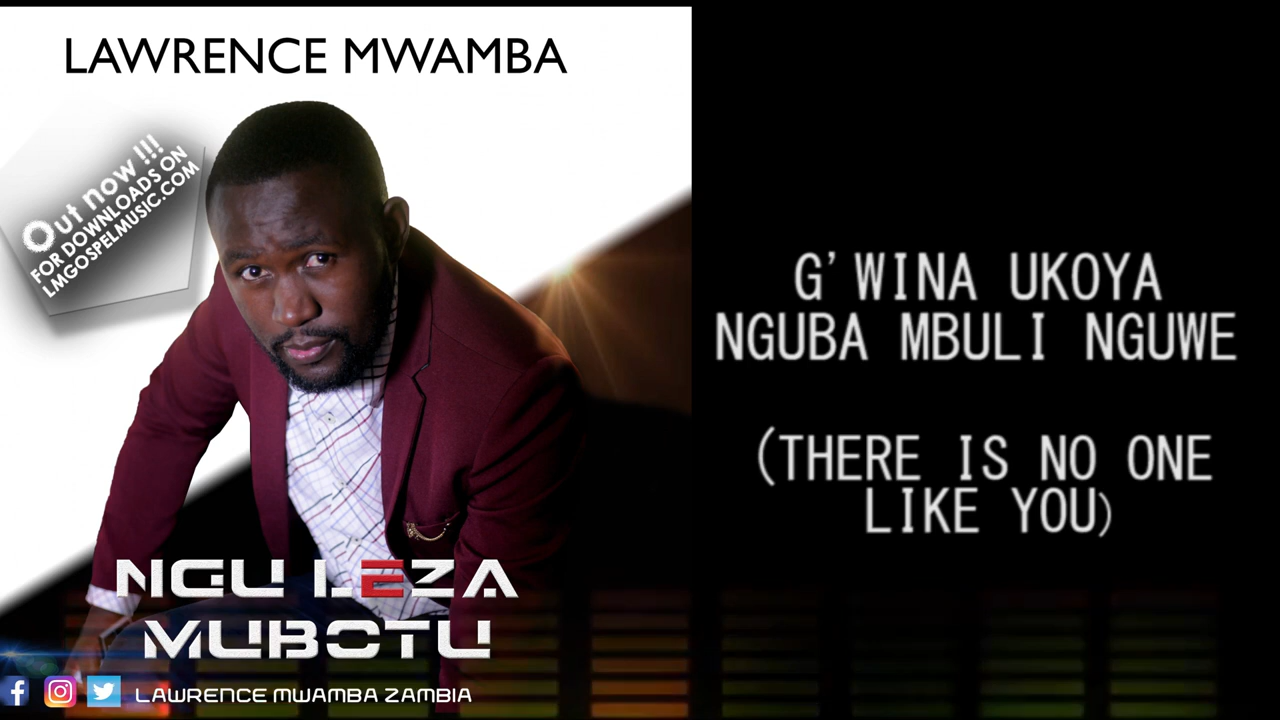 LAWRENCE MWAMBA
Out now !!!
FOR DOWNLOADS ON
LMGOSPELMUSIC.COM
NGU LEZA
MUBOTU
LAWRENCE MWAMBA ZAMBIA
G'WINA UKOYA
NGUBA MBULI NGUWE
(THERE IS NO ONE
LIKE YOU)